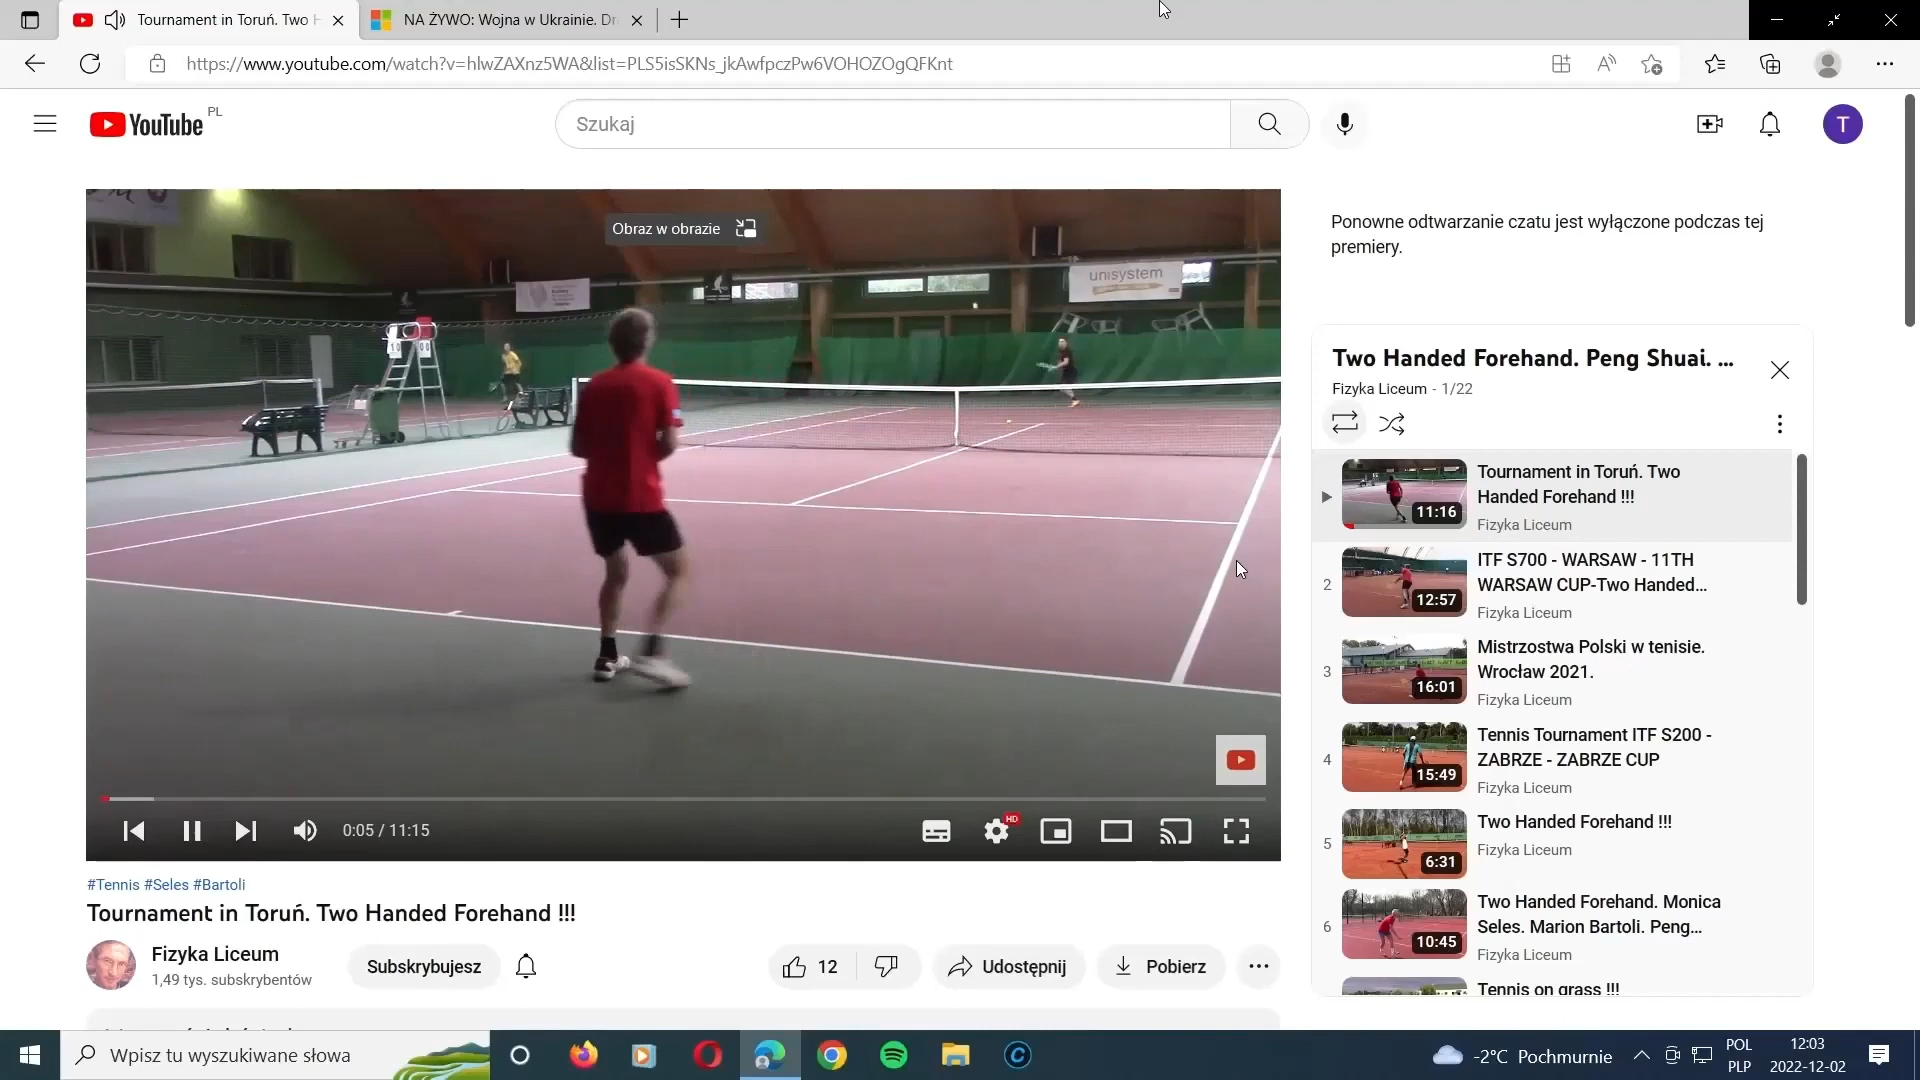 Tournament in Toruń. Two H
NA ŻYWO: Wojna w Ukrainie. Dr
https://www.youtube.com/watch?v=hlwZAXnz5WA&list=PLS5isSKNs_jkAwfpczPw6VOHOZOgQFKnt
YouTube PL
Szukaj
T
Obraz w obrazie
unisystem
Ponowne odtwarzanie czatu jest wyłączone podczas tej
premiery.
Two Handed Forehand. Peng Shuai. ...
Fizyka Liceum - 1/22
Tournament in Toruń. Two
Handed Forehand !!!
11:16
Fizyka Liceum
2
ITF S700 - WARSAW - 11TH
WARSAW CUP-Two Handed...
12:57
Fizyka Liceum
3
Mistrzostwa Polski w tenisie.
Wrocław 2021.
16:01
Fizyka Liceum
4
Tennis Tournament ITF S200 -
ZABRZE - ZABRZE CUP
15:49
Fizyka Liceum
5
Two Handed Forehand !!!
6:31
Fizyka Liceum
6
Two Handed Forehand. Monica
Seles. Marion Bartoli. Peng...
10:45
Fizyka Liceum
Tennis on grass !!!
0:05 / 11:15
HD
#Tennis #Seles #Bartoli
Tournament in Toruń. Two Handed Forehand !!!
Fizyka Liceum
1,49 tys. subskrybentów
Subskrybujesz
12
Udostępnij
Pobierz
Wpisz tu wyszukiwane słowa
-2°C Pochmurnie
POL
PLP
12:03
2022-12-02